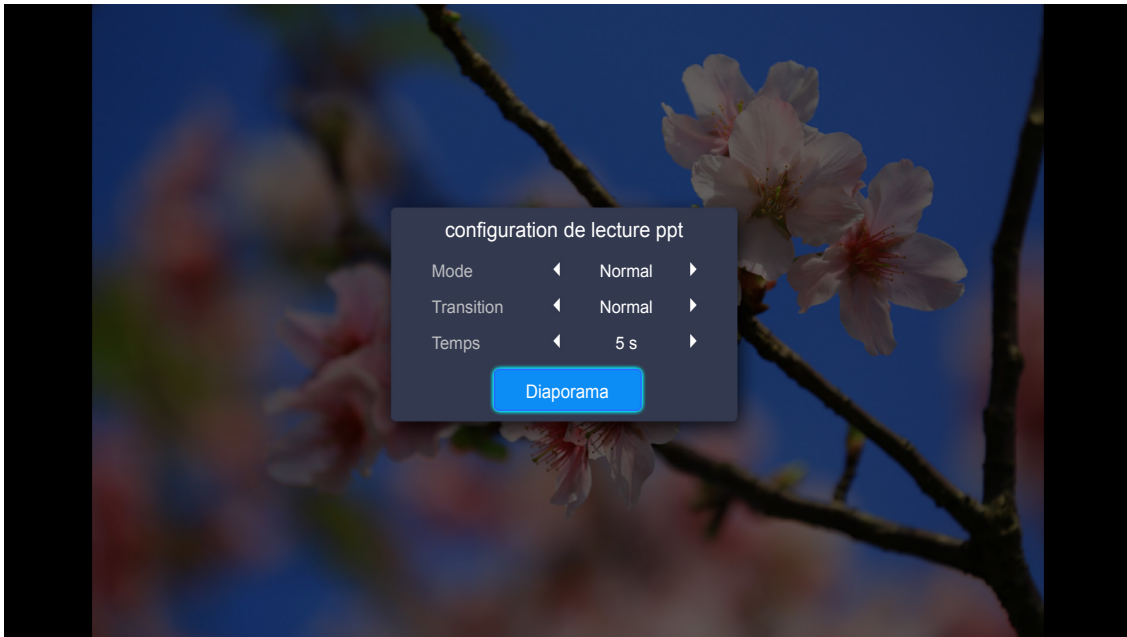 configuration de lecture ppt
Mode Normal
Transition Normal
Temps 5 s
Diaporama